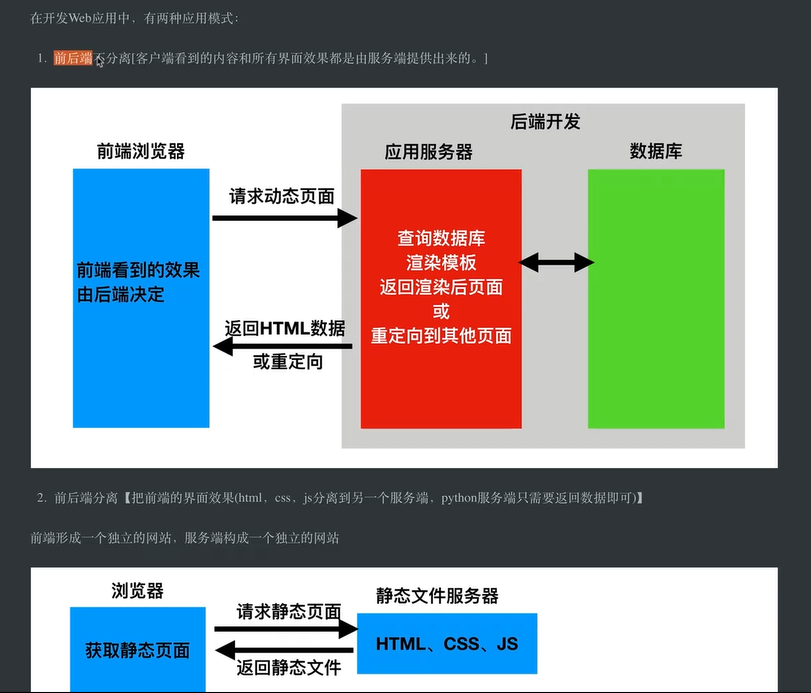 在开发Web应用中，有两种应用模式：
1. 前后端不分离[客户端看到的内容和所有界面效果都是由服务端提供出来的。]
后端开发
前端浏览器
应用服务器
数据库
请求动态页面
前端看到的效果
由后端决定
查询数据库
渲染模板
返回渲染后页面
或
重定向到其他页面
返回HTML数据
或重定向
2. 前后端分离【把前端的界面效果(html，css，js分离到另一个服务端，python服务端只需要返回数据即可)】
前端形成一个独立的网站，服务端构成一个独立的网站
浏览器
静态文件服务器
请求静态页面
获取静态页面
HTML、CSS、JS
返回静态文件